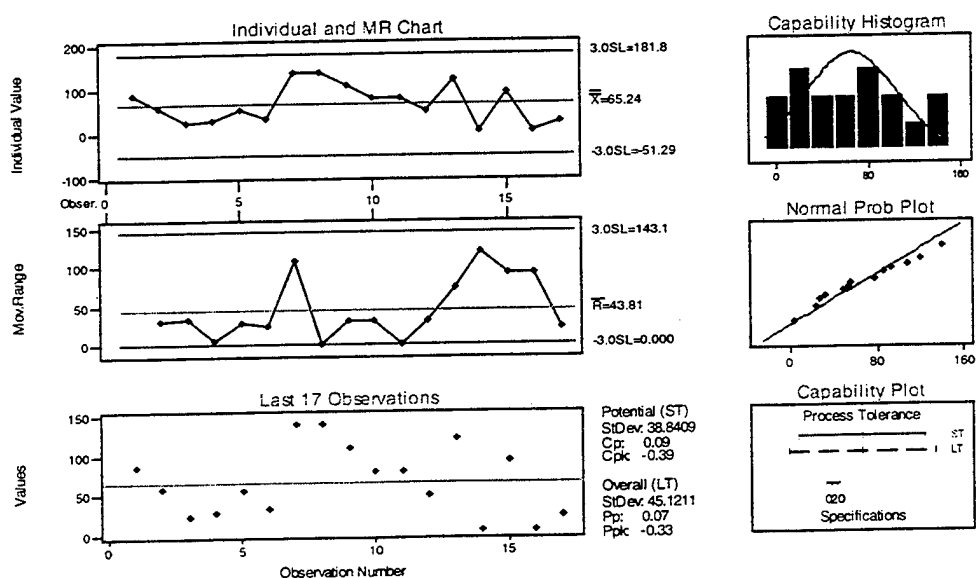 Individual and MR Chart
Individual Value
200
100
0
-100
3.0SL=181.8
X=65.24
-3.0SL=-51.29
Obser. 0 5 10 15
Mov.Range
150
100
50
0
3.0SL=143.1
R=43.81
-3.0SL=0.000
Last 17 Observations
Values
150
100
50
0
0 5 10 15
Observation Number
Potential (ST)
StDev: 38.8409
Cp: 0.09
Cpk: -0.39
Overall (LT)
StDev: 45.1211
Pp: 0.07
Ppk: -0.33
Capability Histogram
0 80 160
Normal Prob Plot
0 80 160
Capability Plot
Process Tolerance
ST
LT
020
Specifications